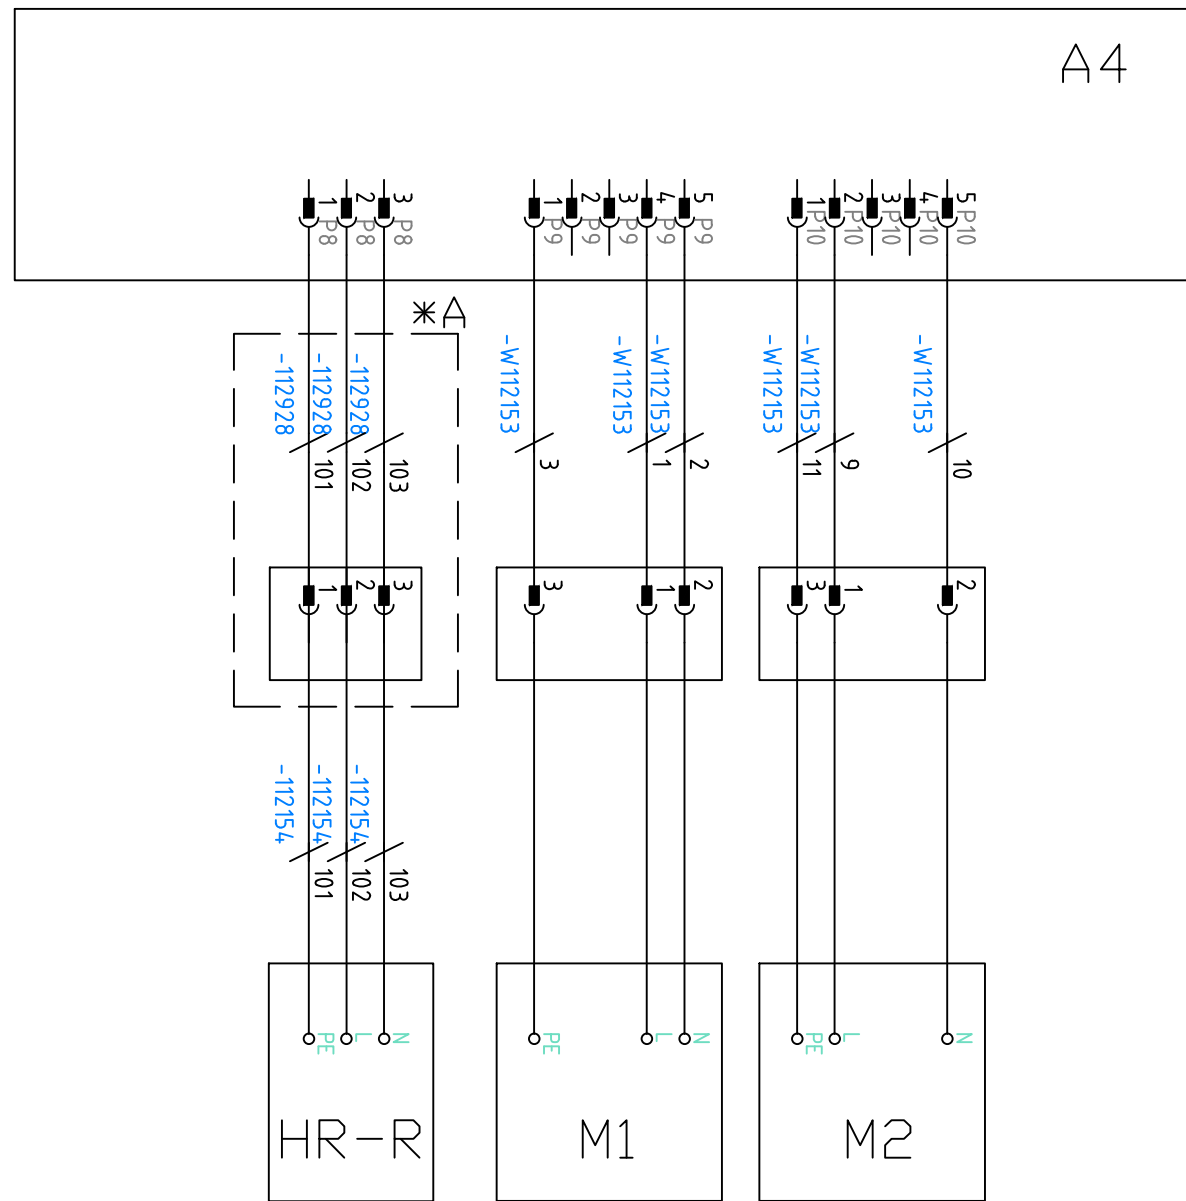 A4
1 2 3 1 2 3 4 5 1 2 3 4 5
P8 P8 P8 P9 P9 P9 P9 P9 P10 P10 P10 P10 P10
*A
-112928 -112928 -112928 -W112153 -W112153 -W112153 -W112153 -W112153 -W112153
101 102 103 3 1 2 11 9 10
1 2 3 3 1 2 3 1 2
-112154 -112154 -112154
101 102 103
PE L N PE L N PE L N
HR-R M1 M2